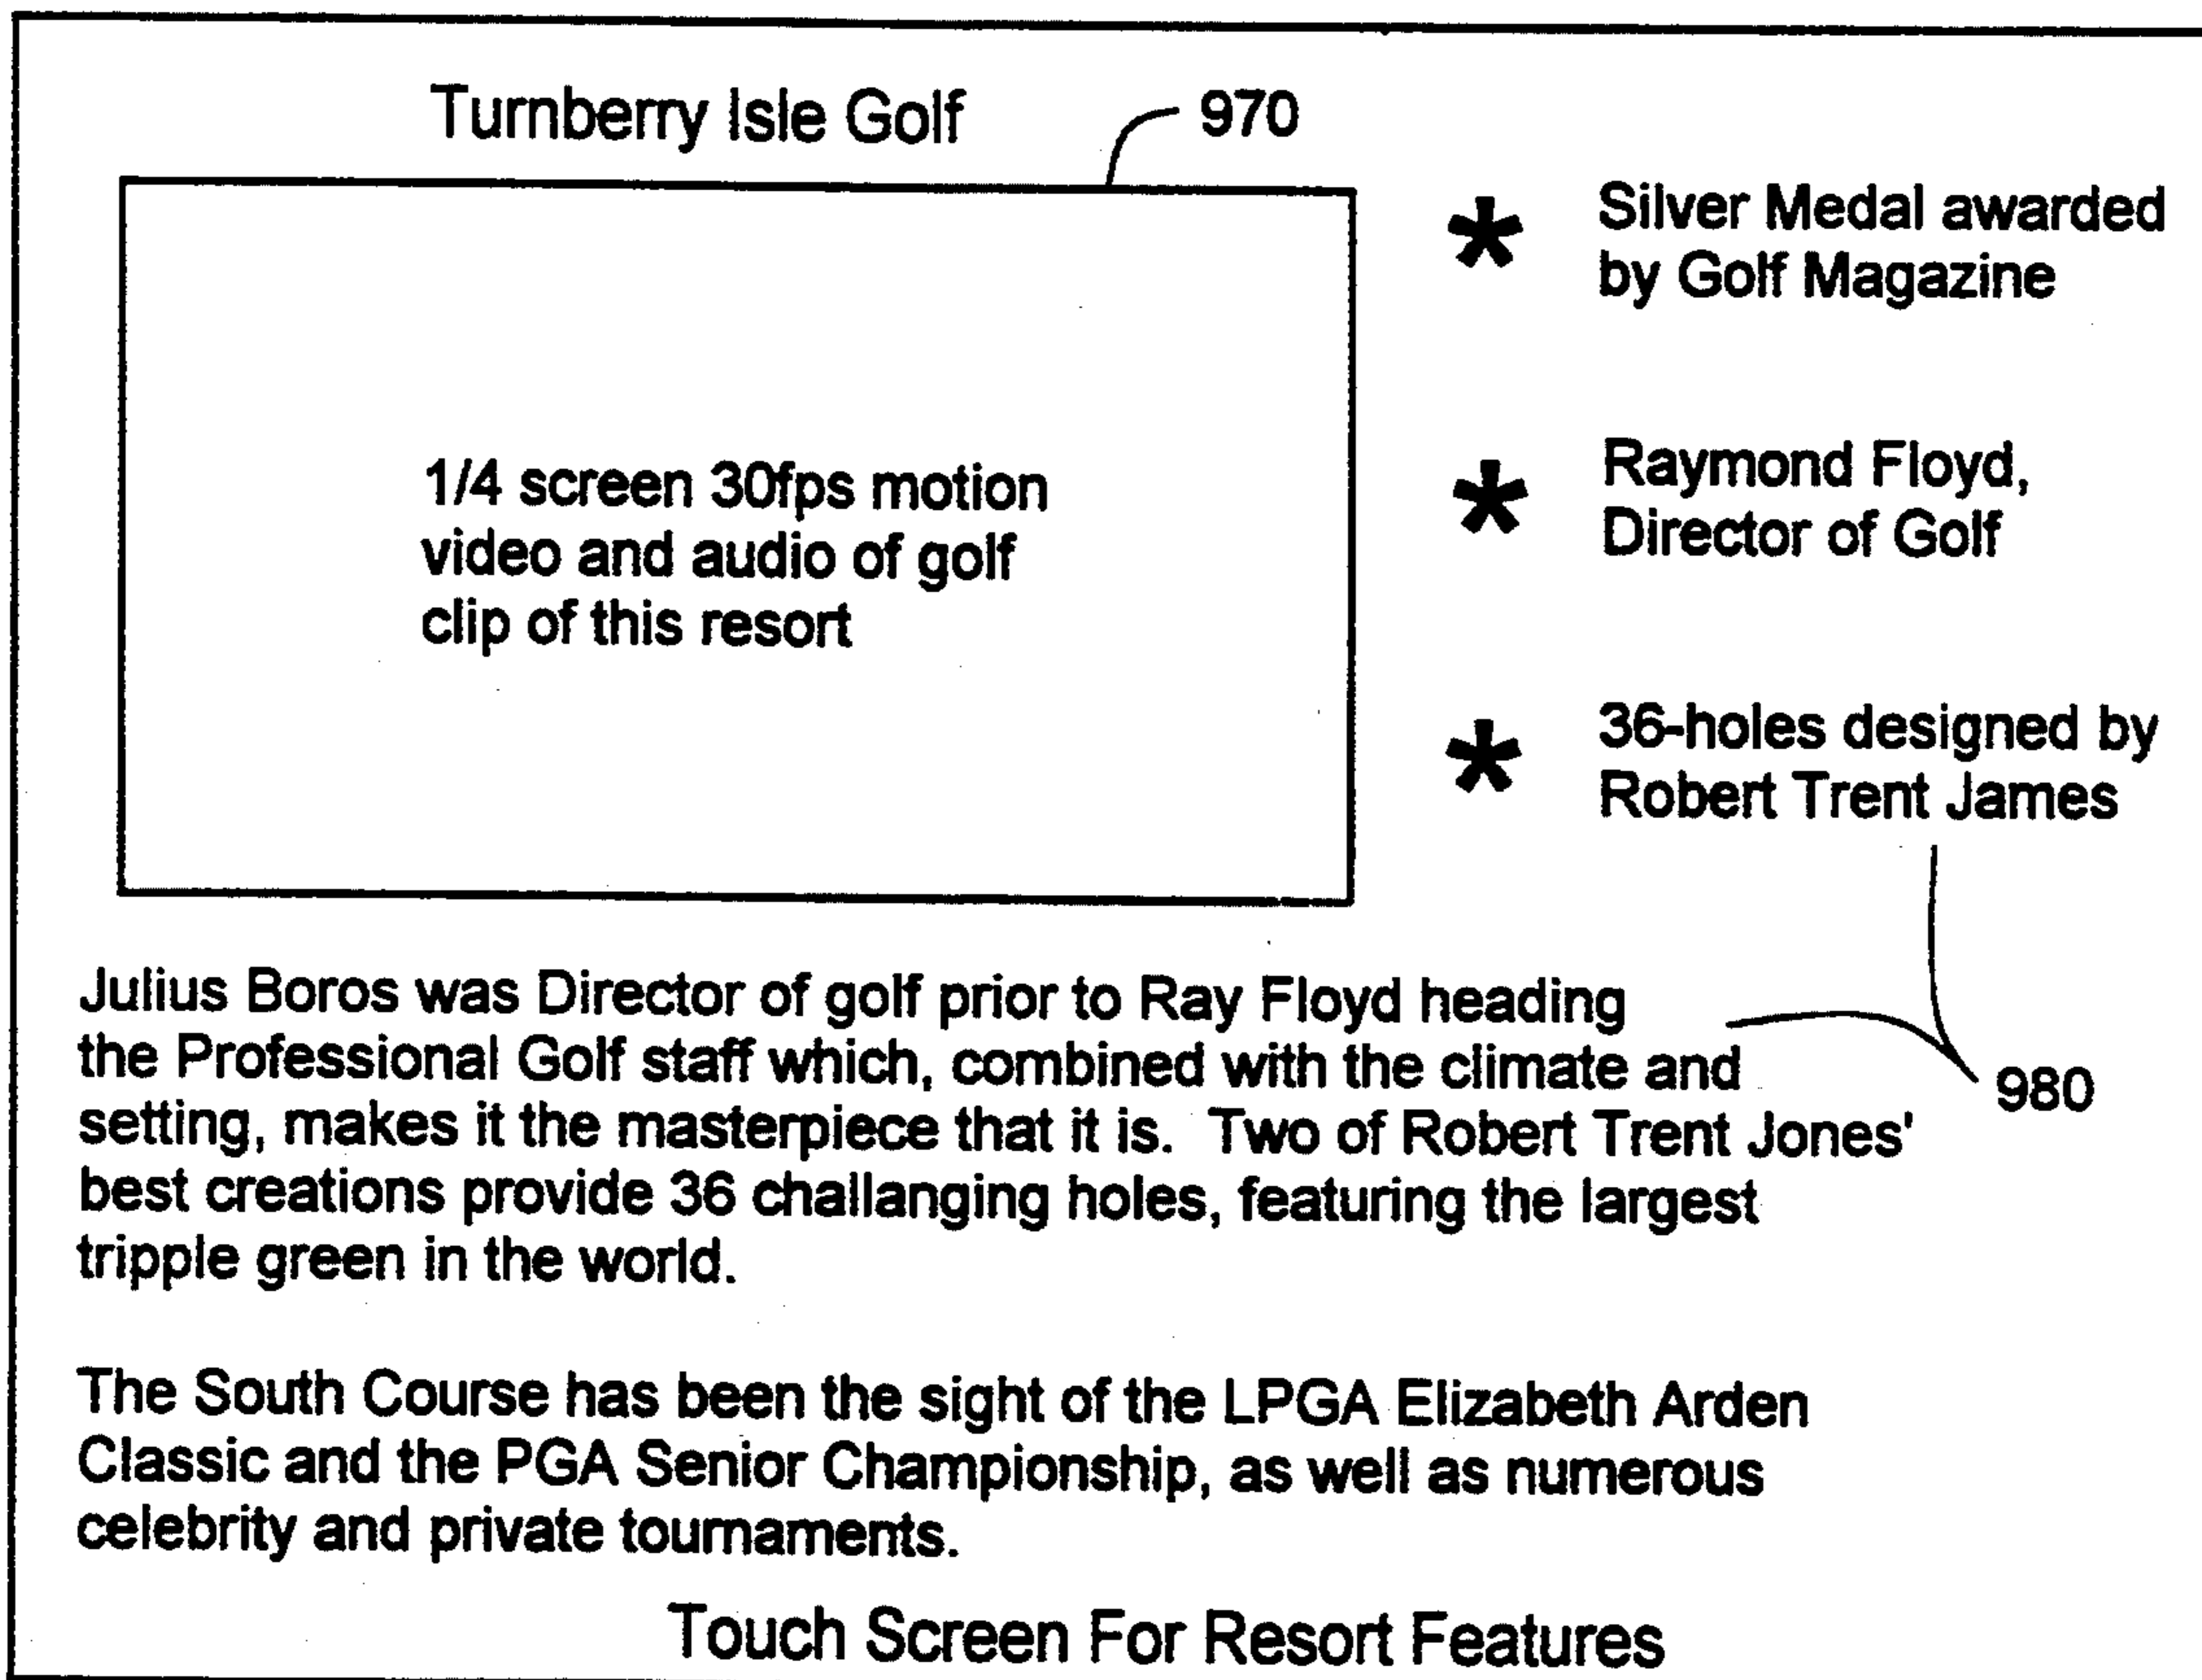 Turnberry Isle Golf
970
1/4 screen 30fps motion
video and audio of golf
clip of this resort
* Silver Medal awarded
by Golf Magazine
* Raymond Floyd,
Director of Golf
* 36-holes designed by
Robert Trent James
Julius Boros was Director of golf prior to Ray Floyd heading
the Professional Golf staff which, combined with the climate and
setting, makes it the masterpiece that it is. Two of Robert Trent Jones'
best creations provide 36 challanging holes, featuring the largest
tripple green in the world.
980
The South Course has been the sight of the LPGA Elizabeth Arden
Classic and the PGA Senior Championship, as well as numerous
celebrity and private tournaments.
Touch Screen For Resort Features